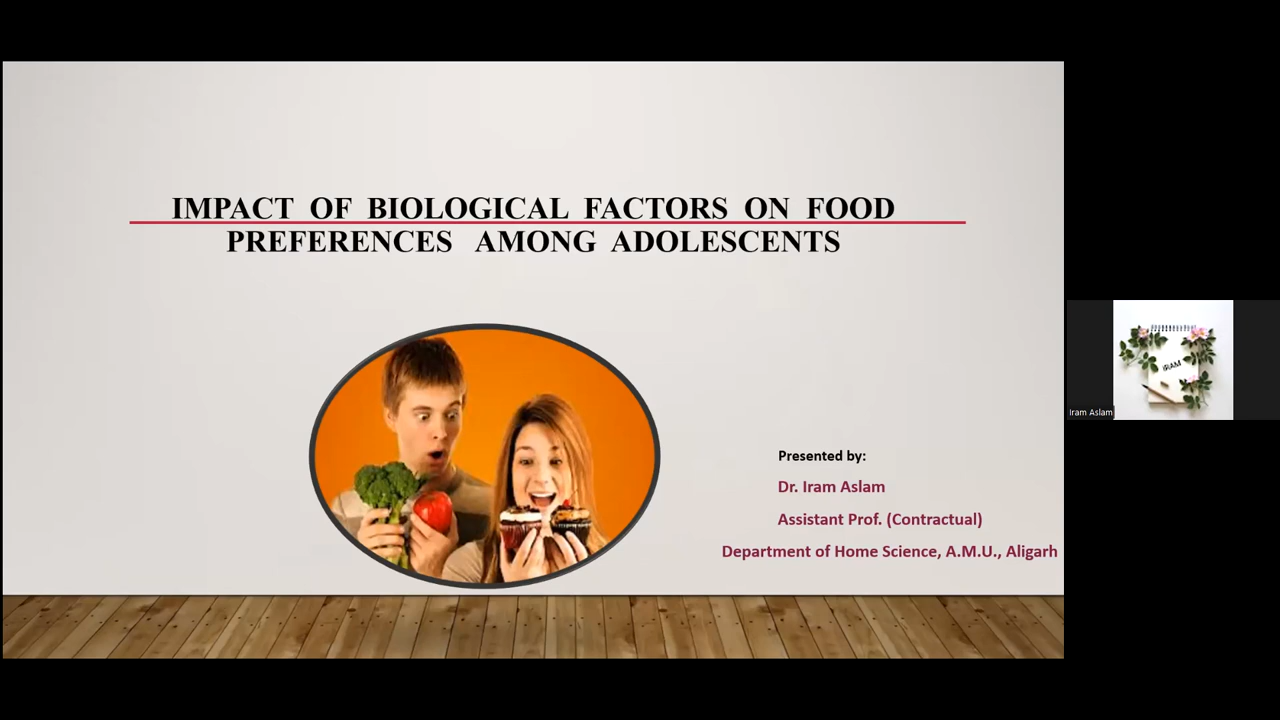 IMPACT OF BIOLOGICAL FACTORS ON FOOD
PREFERENCES AMONG ADOLESCENTS
Presented by:
Dr. Iram Aslam
Assistant Prof. (Contractual)
Department of Home Science, A.M.U., Aligarh
IRAM
Iram Aslam